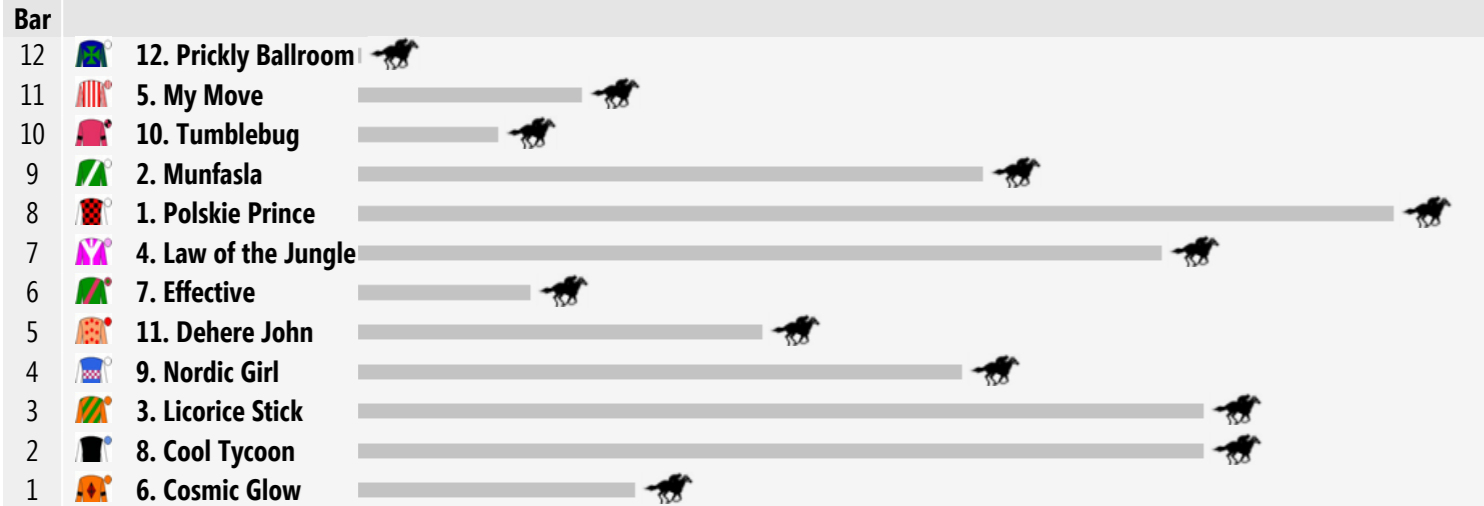 Bar
12 12. Prickly Ballroom
11 5. My Move
10 10. Tumblebug
9 2. Munfasla
8 1. Polskie Prince
7 4. Law of the Jungle
6 7. Effective
5 11. Dehere John
4 9. Nordic Girl
3 3. Licorice Stick
2 8. Cool Tycoon
1 6. Cosmic Glow